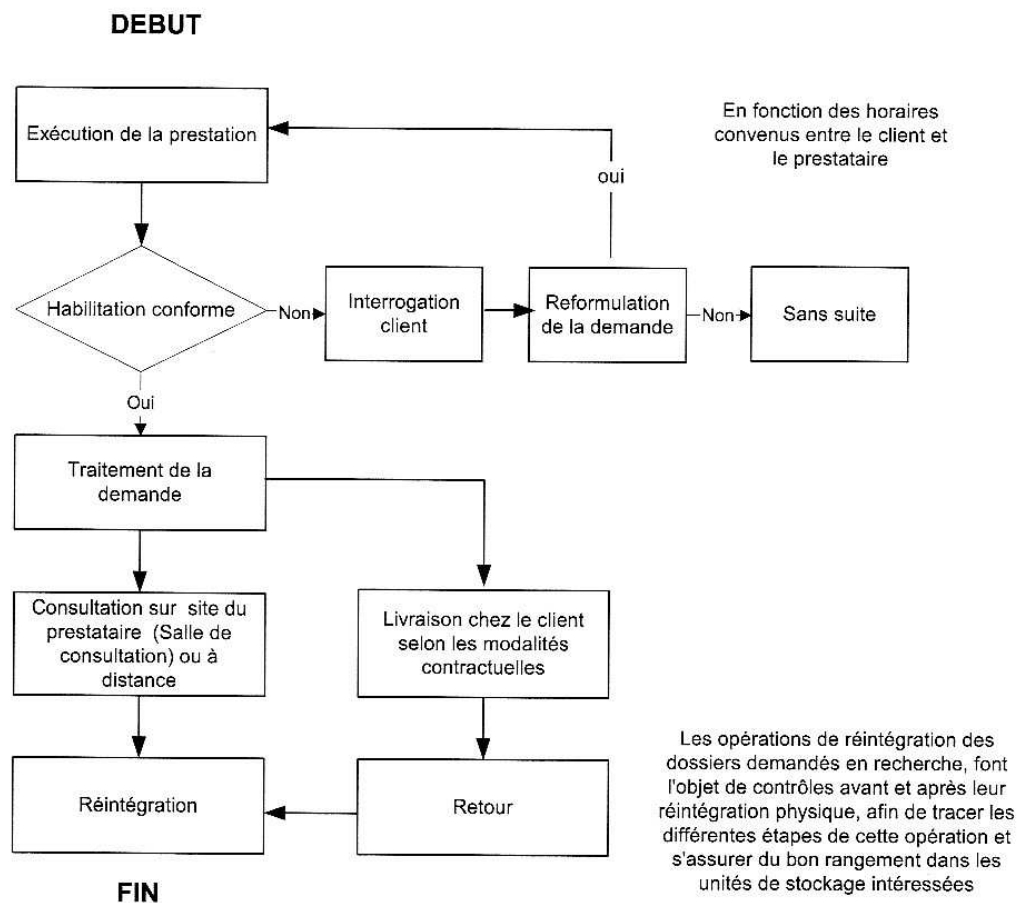 DEBUT
Exécution de la prestation
En fonction des horaires
convenus entre le client et
le prestataire
oui
Habilitation conforme
Non
Interrogation
client
Reformulation
de la demande
Non
Sans suite
Oui
Traitement de la
demande
Consultation sur site du
prestataire (Salle de
consultation) ou à
distance
Livraison chez le client
selon les modalités
contractuelles
Réintégration
Retour
Les opérations de réintégration des
dossiers demandés en recherche, font
l'objet de contrôles avant et après leur
réintégration physique, afin de tracer les
différentes étapes de cette opération et
s'assurer du bon rangement dans les
unités de stockage intéressées
FIN